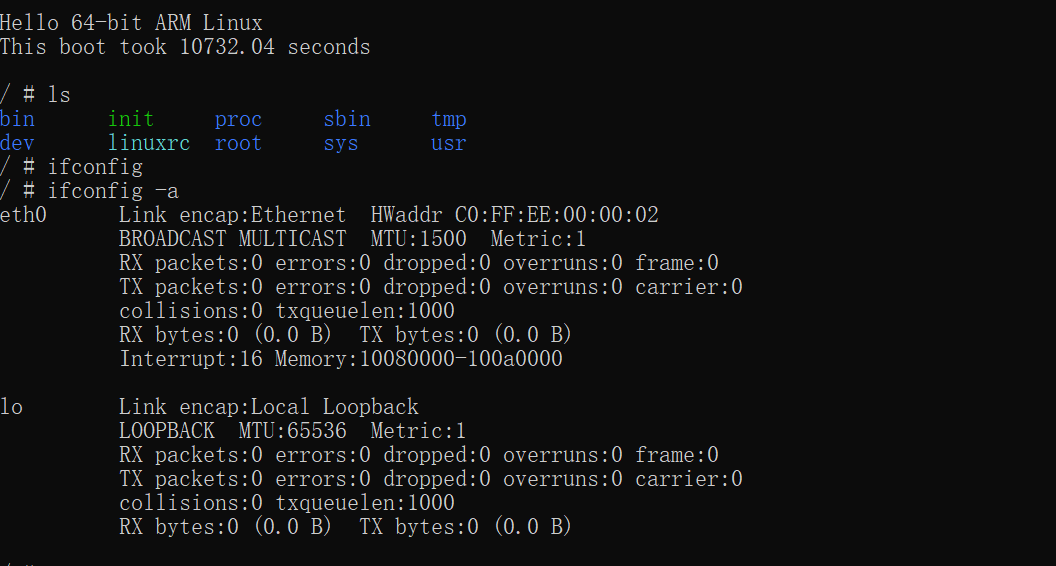 Hello 64-bit ARM Linux
This boot took 10732.04 seconds
/ # ls
bin init proc sbin tmp
dev linuxrc root sys usr
/ # ifconfig
/ # ifconfig -a
eth0 Link encap:Ethernet HWaddr C0:FF:EE:00:00:02
BROADCAST MULTICAST MTU:1500 Metric:1
RX packets:0 errors:0 dropped:0 overruns:0 frame:0
TX packets:0 errors:0 dropped:0 overruns:0 carrier:0
collisions:0 txqueuelen:1000
RX bytes:0 (0.0 B) TX bytes:0 (0.0 B)
Interrupt:16 Memory:10080000-100a0000
lo Link encap:Local Loopback
LOOPBACK MTU:65536 Metric:1
RX packets:0 errors:0 dropped:0 overruns:0 frame:0
TX packets:0 errors:0 dropped:0 overruns:0 carrier:0
collisions:0 txqueuelen:1000
RX bytes:0 (0.0 B) TX bytes:0 (0.0 B)